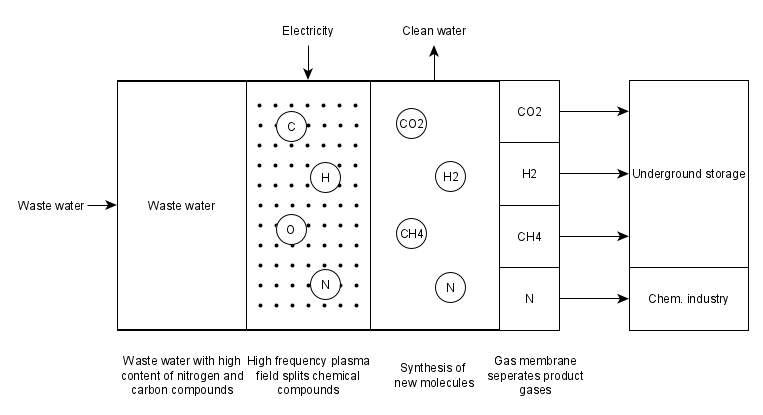 Electricity
Clean water
C
H
O
N
CO2
H2
CH4
N
CO2
H2
CH4
N
Waste water
Waste water
Underground storage
Chem. industry
Waste water with high
content of nitrogen and
carbon compounds
High frequency plasma
field splits chemical
compounds
Synthesis of
new molecules
Gas membrane
seperates product
gases